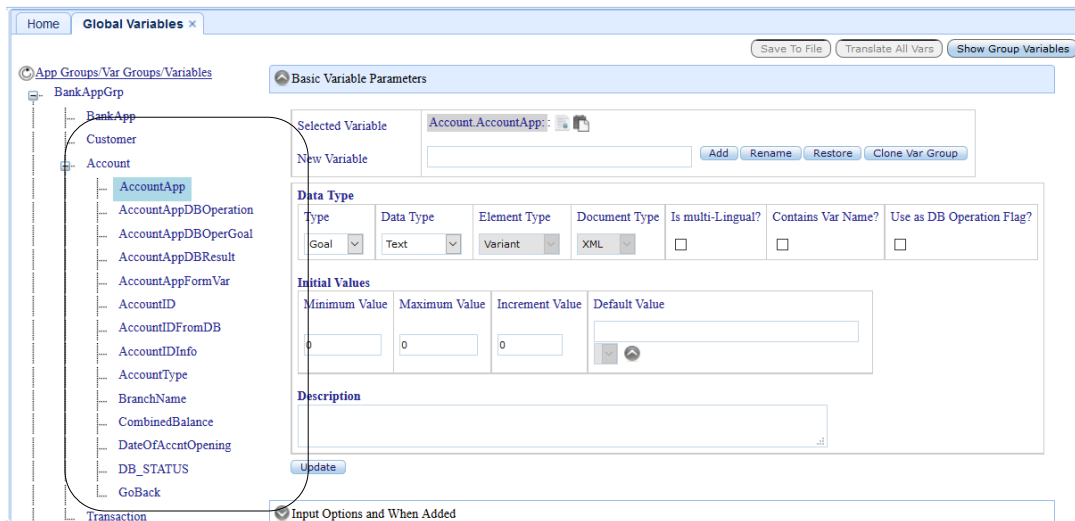 Home Global Variables ×
Save To File Translate All Vars Show Group Variables
App Groups/Var Groups/Variables
BankAppGrp
BankApp
Customer
Account
AccountApp
AccountAppDBOperation
AccountAppDBOperGoal
AccountAppDBResult
AccountAppFormVar
AccountID
AccountIDFromDB
AccountIDInfo
AccountType
BranchName
CombinedBalance
DateOfAccntOpening
DB_STATUS
GoBack
Transaction
Basic Variable Parameters
Selected Variable Account.AccountApp: :
New Variable Add Rename Restore Clone Var Group
Data Type
Type Data Type Element Type Document Type Is multi-Lingual? Contains Var Name? Use as DB Operation Flag?
Goal Text Variant XML
Initial Values
Minimum Value Maximum Value Increment Value Default Value
0 0 0
Description
Update
Input Options and When Added